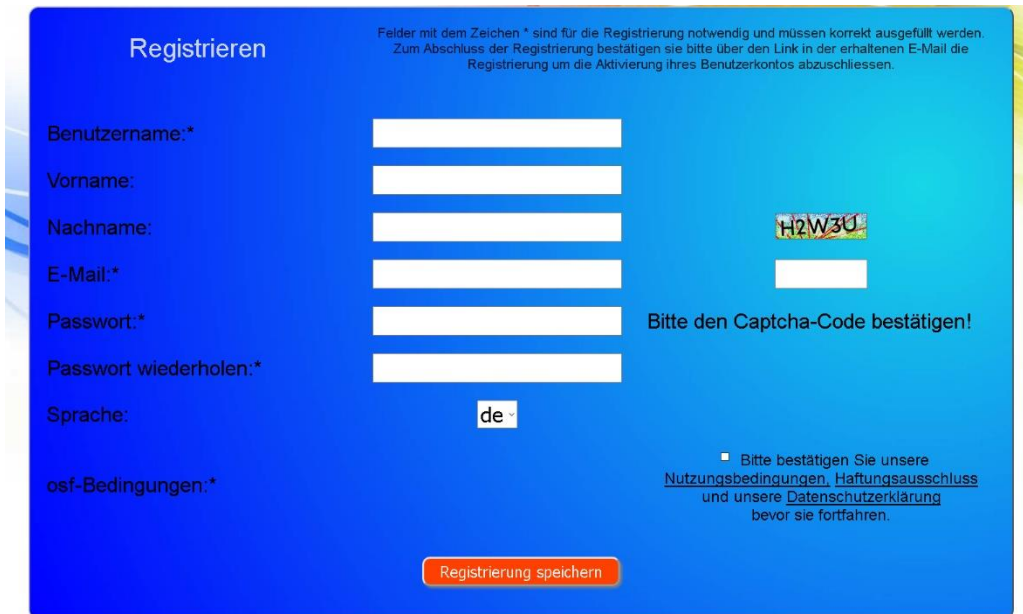 Registrieren
Felder mit dem Zeichen * sind für die Registrierung notwendig und müssen korrekt ausgefüllt werden.
Zum Abschluss der Registrierung bestätigen sie bitte über den Link in der erhaltenen E-Mail die
Registrierung um die Aktivierung ihres Benutzerkontos abzuschliessen.
Benutzername:*
Vorname:
Nachname:
H2W3U
E-Mail:*
Passwort:*
Bitte den Captcha-Code bestätigen!
Passwort wiederholen:*
Sprache:
de
osf-Bedingungen:*
Bitte bestätigen Sie unsere
Nutzungsbedingungen, Haftungsausschluss
und unsere Datenschutzerklärung
bevor sie fortfahren.
Registrierung speichern